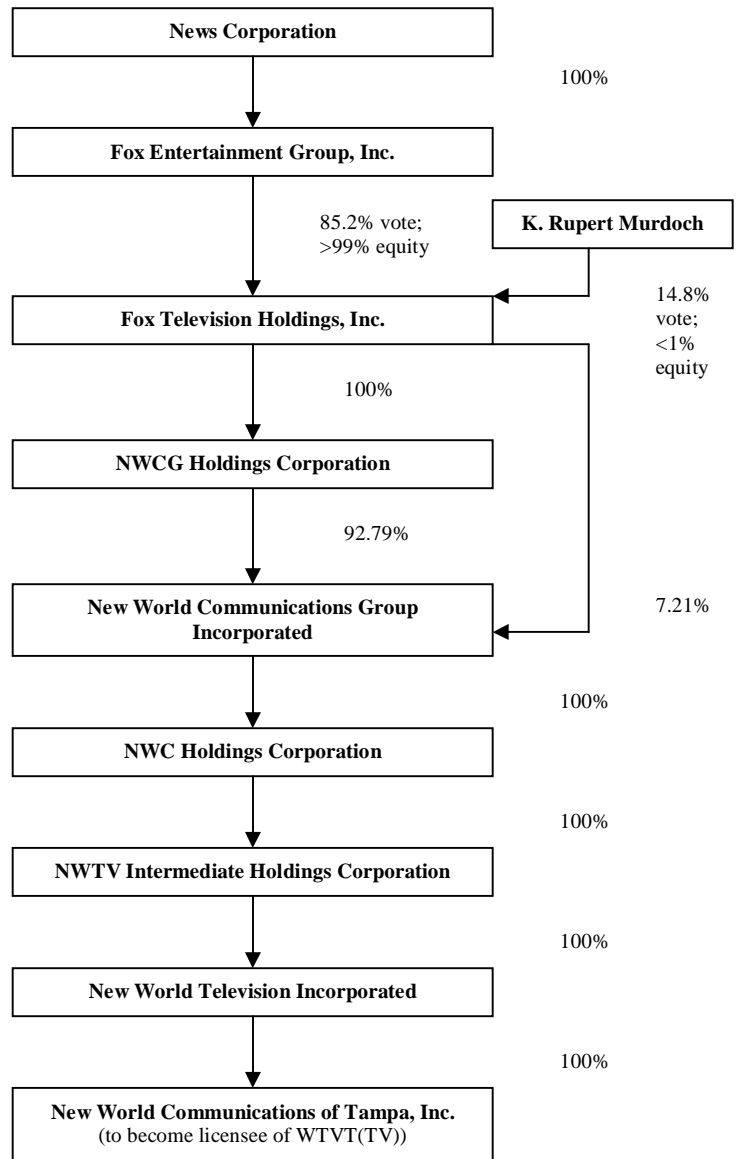 News Corporation
100%
Fox Entertainment Group, Inc.
85.2% vote;
>99% equity
K. Rupert Murdoch
Fox Television Holdings, Inc.
14.8%
vote;
<1%
equity
100%
NWCG Holdings Corporation
92.79%
New World Communications Group
Incorporated
7.21%
100%
NWC Holdings Corporation
100%
NWTV Intermediate Holdings Corporation
100%
New World Television Incorporated
100%
New World Communications of Tampa, Inc.
(to become licensee of WTVT(TV))